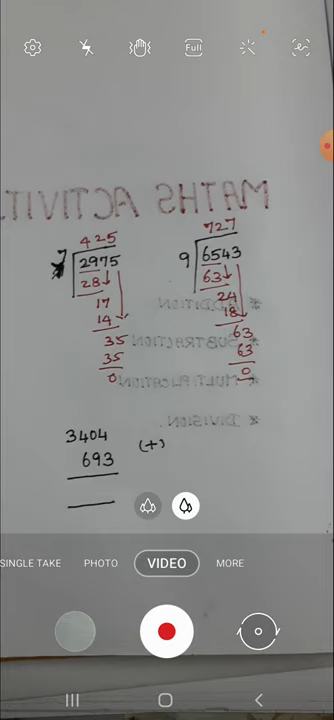 Full
MATHS ACTIVIT
425
7 2975
28
17
14
35
35
0
727
9 6543
63
24
18
63
63
0
* ADDITION
* SUBTRACTION
* MULTIPLICATION
* DIVISION.
3404
693 (+)
SINGLE TAKE PHOTO VIDEO MORE